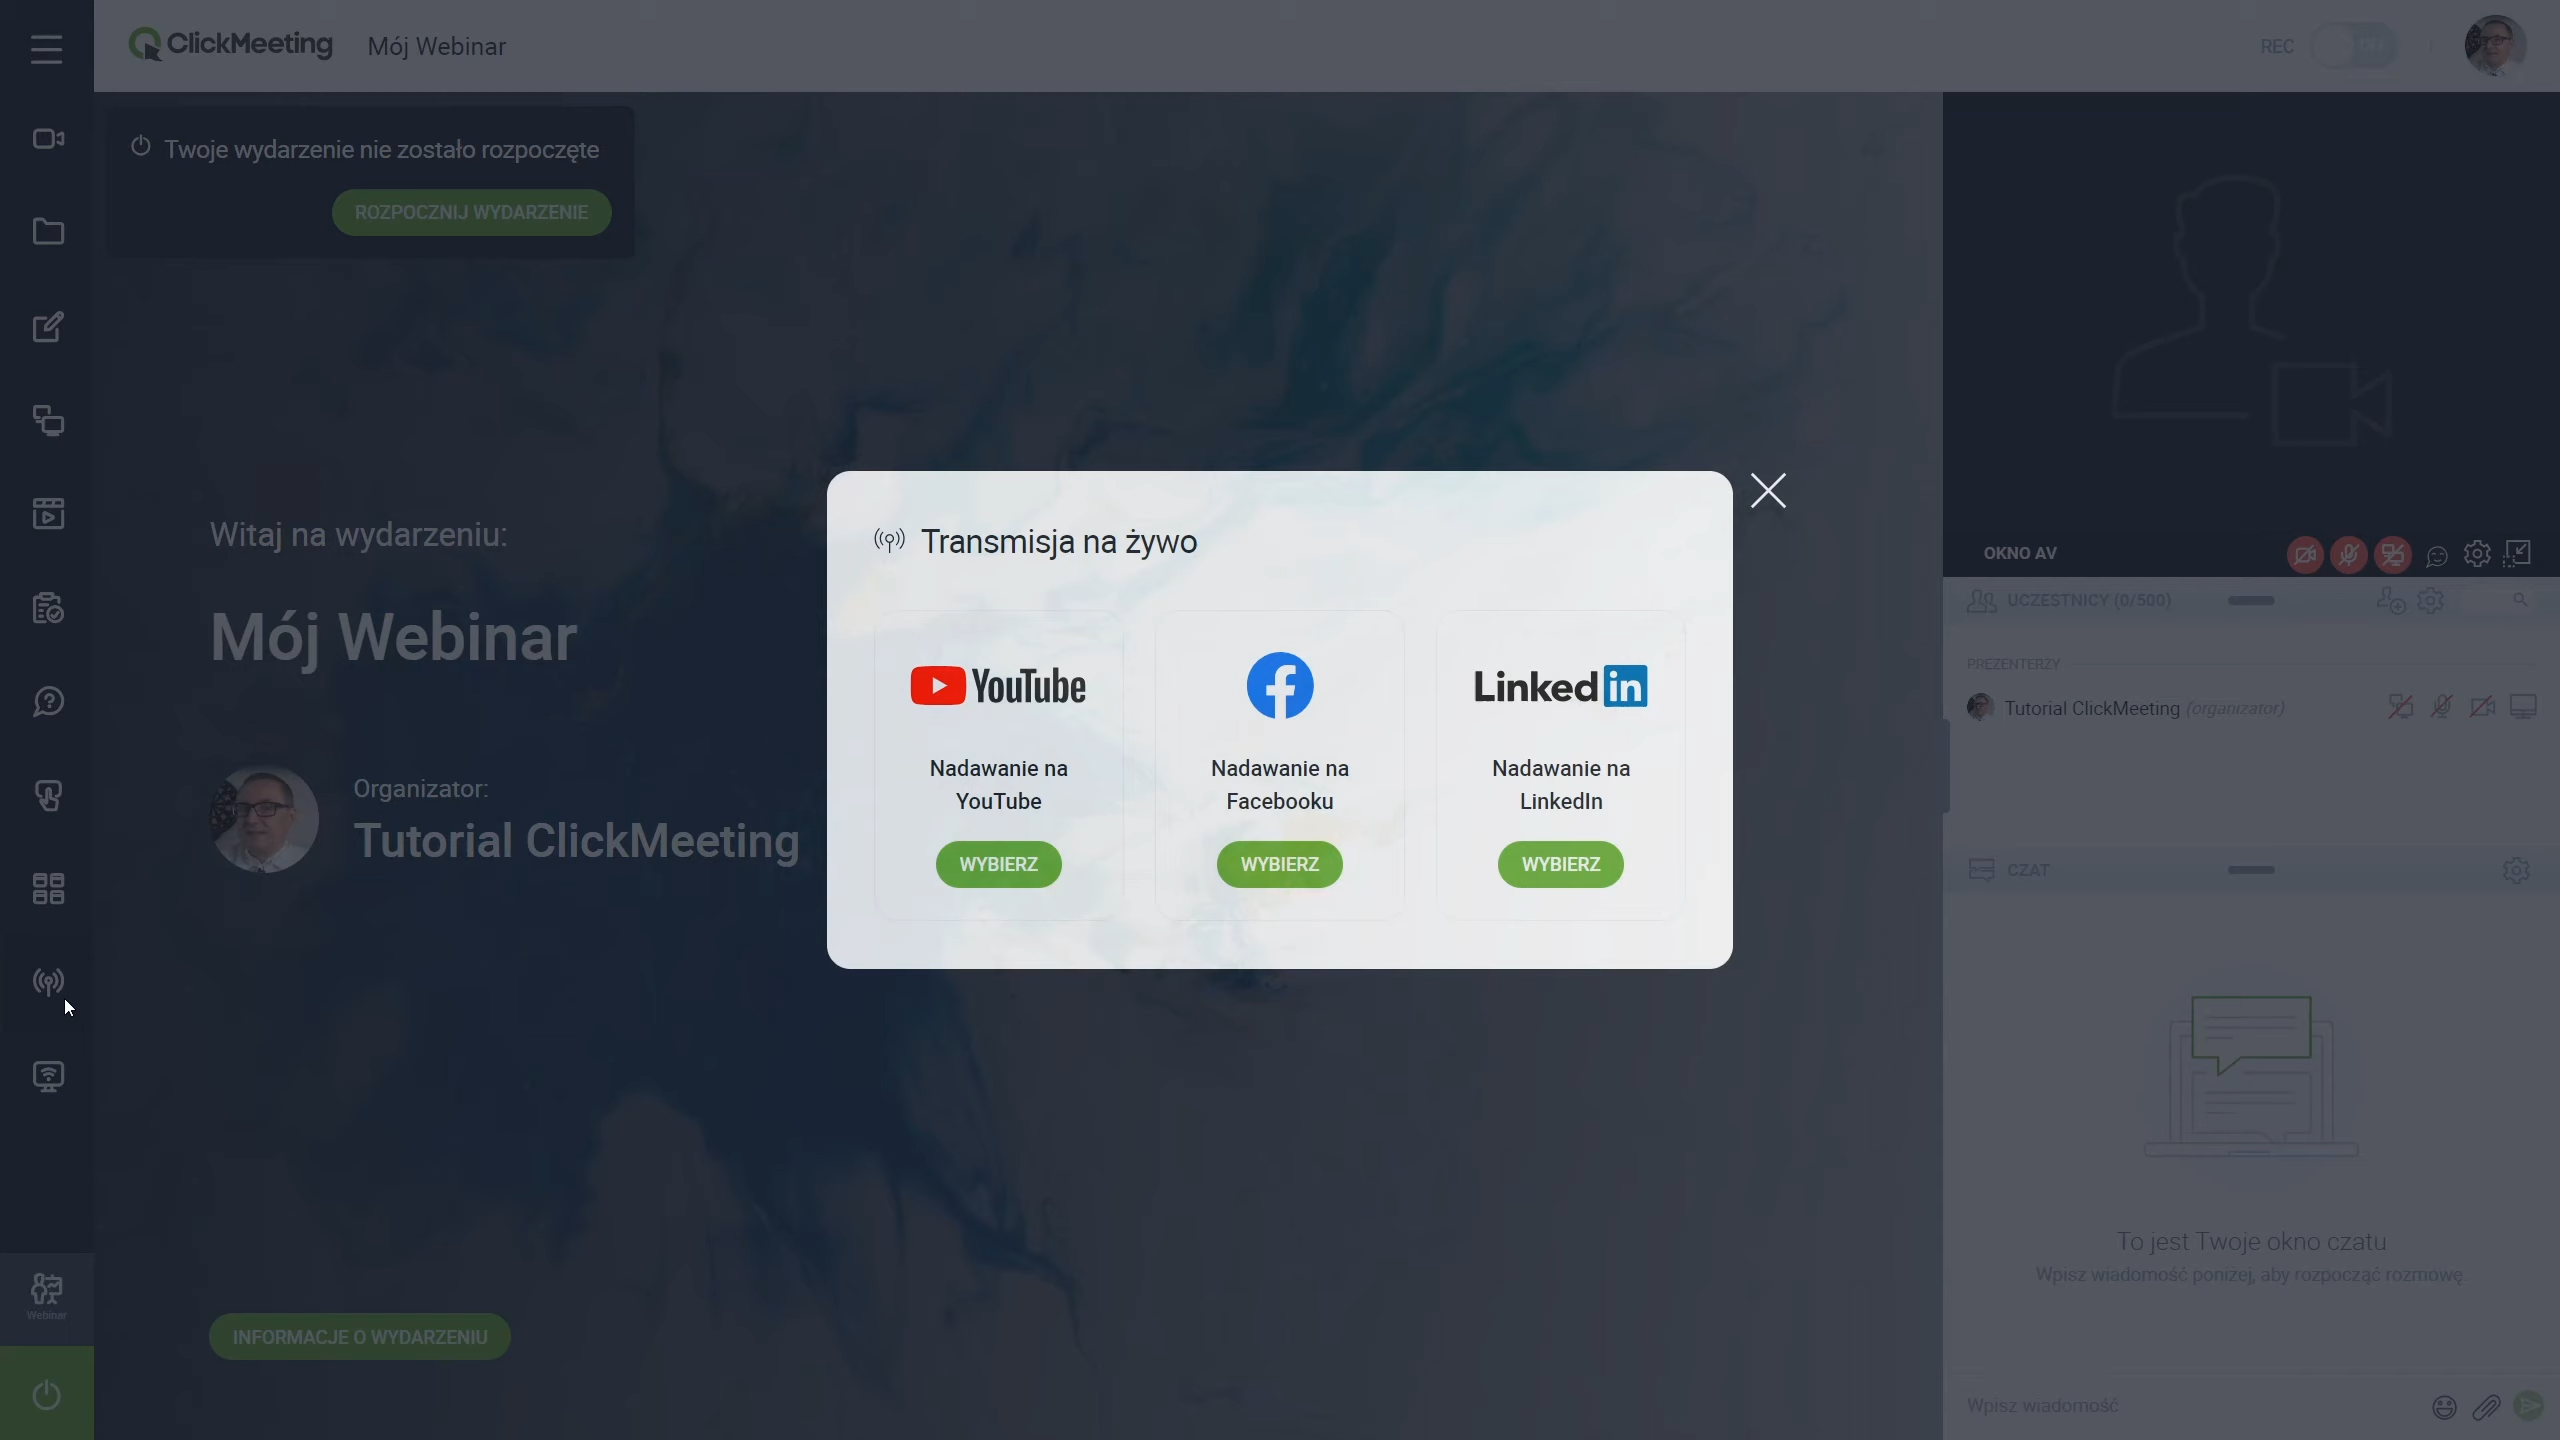 ClickMeeting Mój Webinar
REC OFF
Twoje wydarzenie nie zostało rozpoczęte
ROZPOCZNIJ WYDARZENIE
Witaj na wydarzeniu:
Mój Webinar
Organizator:
Tutorial ClickMeeting
INFORMACJE O WYDARZENIU
Webinar
Transmisja na żywo
YouTube
Nadawanie na
YouTube
WYBIERZ
Nadawanie na
Facebooku
WYBIERZ
Linked in
Nadawanie na
LinkedIn
WYBIERZ
OKNO AV
UCZESTNICY (0/500)
PREZENTERZY
Tutorial ClickMeeting (organizator)
CZAT
To jest Twoje okno czatu
Wpisz wiadomość poniżej, aby rozpocząć rozmowę
Wpisz wiadomość